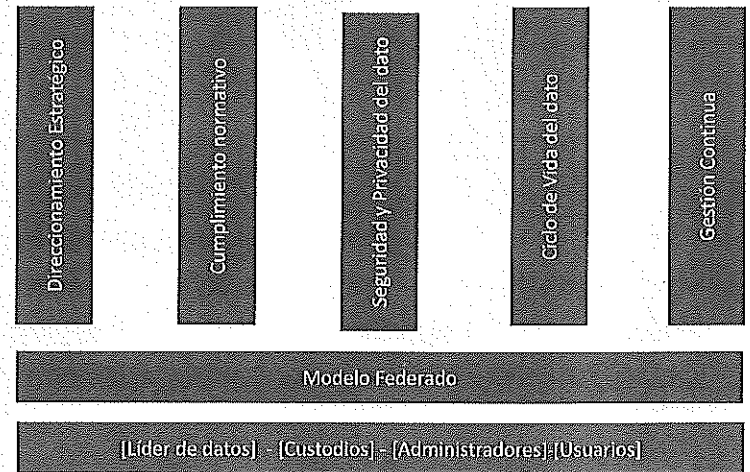 Direccionamiento Estratégico
Cumplimiento normativo
Seguridad y Privacidad del dato
Ciclo de Vida del dato
Gestión Continua
Modelo Federado
[Líder de datos] - [Custodios] - [Administradores]-[Usuarios]